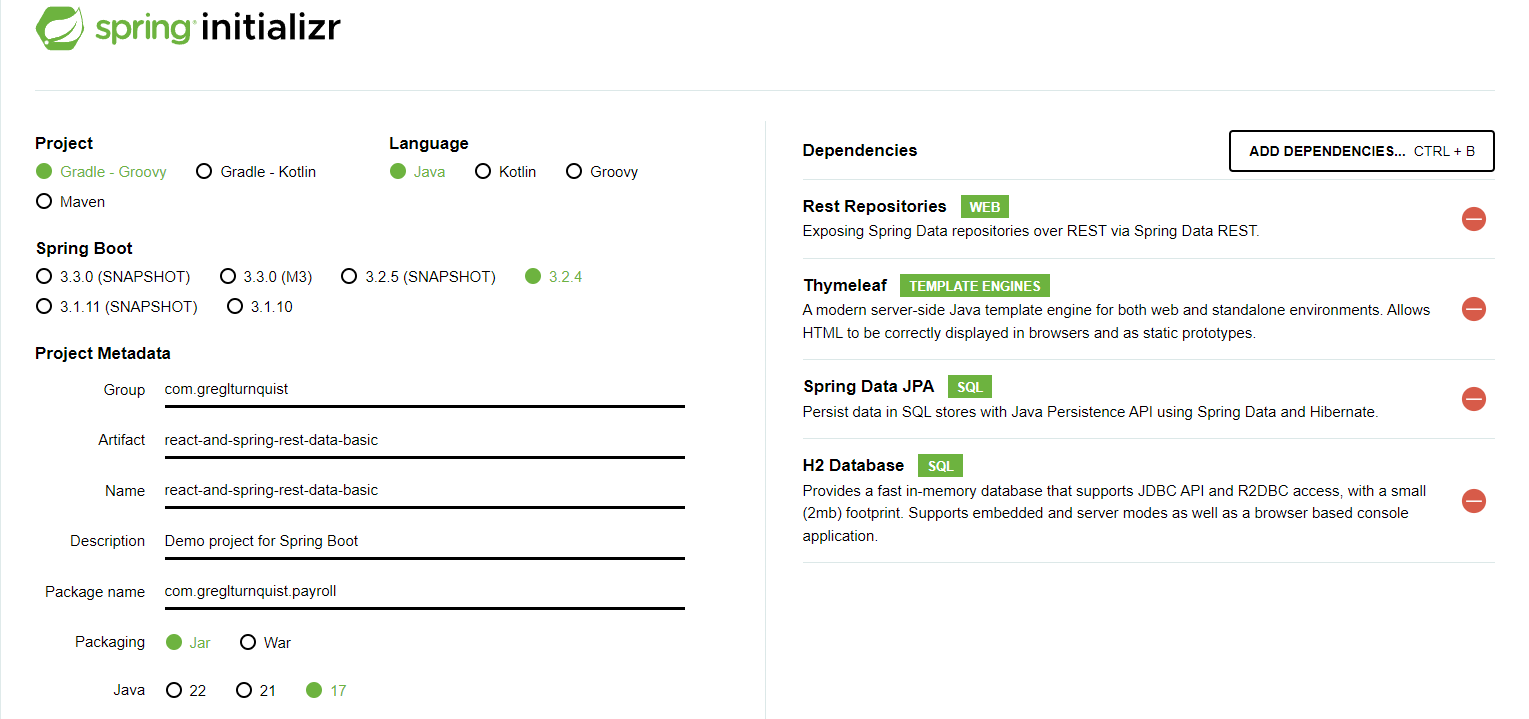 spring initializr
Project
Gradle - Groovy Gradle - Kotlin
Maven
Language
Java Kotlin Groovy
Spring Boot
3.3.0 (SNAPSHOT) 3.3.0 (M3) 3.2.5 (SNAPSHOT) 3.2.4
3.1.11 (SNAPSHOT) 3.1.10
Project Metadata
Group com.greglturnquist
Artifact react-and-spring-rest-data-basic
Name react-and-spring-rest-data-basic
Description Demo project for Spring Boot
Package name com.greglturnquist.payroll
Packaging Jar War
Java 22 21 17
Dependencies ADD DEPENDENCIES... CTRL + B
Rest Repositories WEB
Exposing Spring Data repositories over REST via Spring Data REST.
Thymeleaf TEMPLATE ENGINES
A modern server-side Java template engine for both web and standalone environments. Allows
HTML to be correctly displayed in browsers and as static prototypes.
Spring Data JPA SQL
Persist data in SQL stores with Java Persistence API using Spring Data and Hibernate.
H2 Database SQL
Provides a fast in-memory database that supports JDBC API and R2DBC access, with a small
(2mb) footprint. Supports embedded and server modes as well as a browser based console
application.